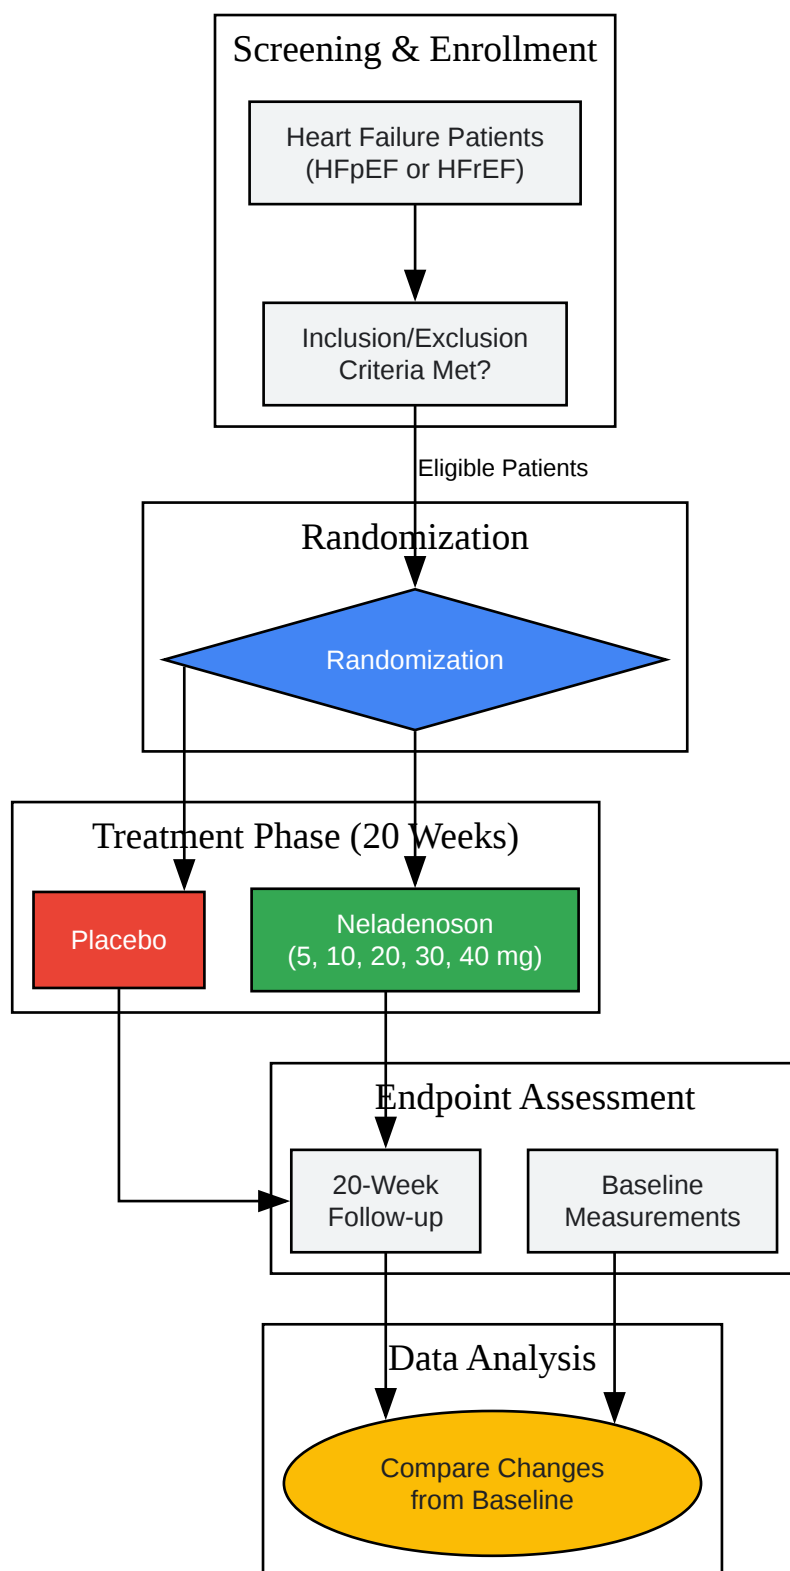 Screening & Enrollment
Heart Failure Patients
(HFpEF or HFrEF)
Inclusion/Exclusion
Criteria Met?
Eligible Patients
Randomization
Randomization
Treatment Phase (20 Weeks)
Placebo
Neladenoson
(5, 10, 20, 30, 40 mg)
Endpoint Assessment
20-Week
Follow-up
Baseline
Measurements
Data Analysis
Compare Changes
from Baseline